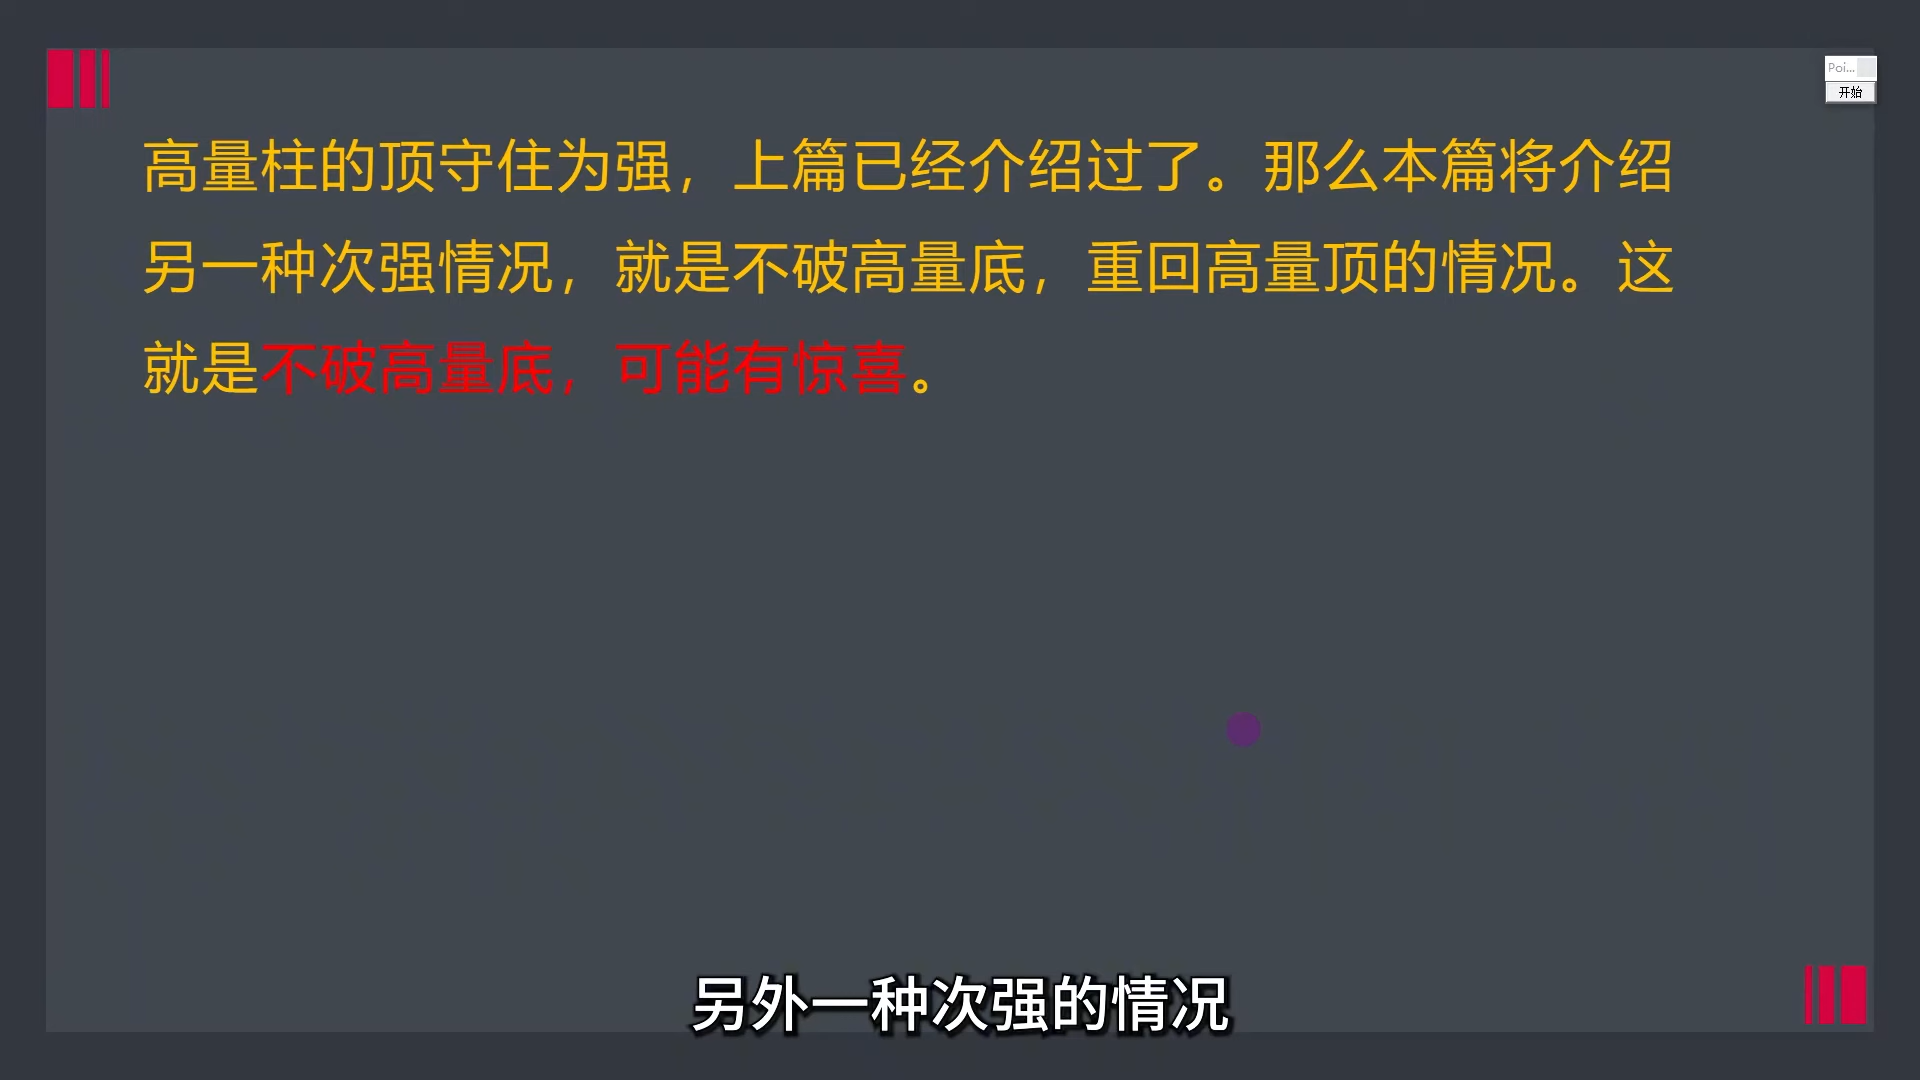 Poi...
开始
高量柱的顶守住为强，上篇已经介绍过了。那么本篇将介绍
另一种次强情况，就是不破高量底，重回高量顶的情况。这
就是不破高量底，可能有惊喜。
另外一种次强的情况